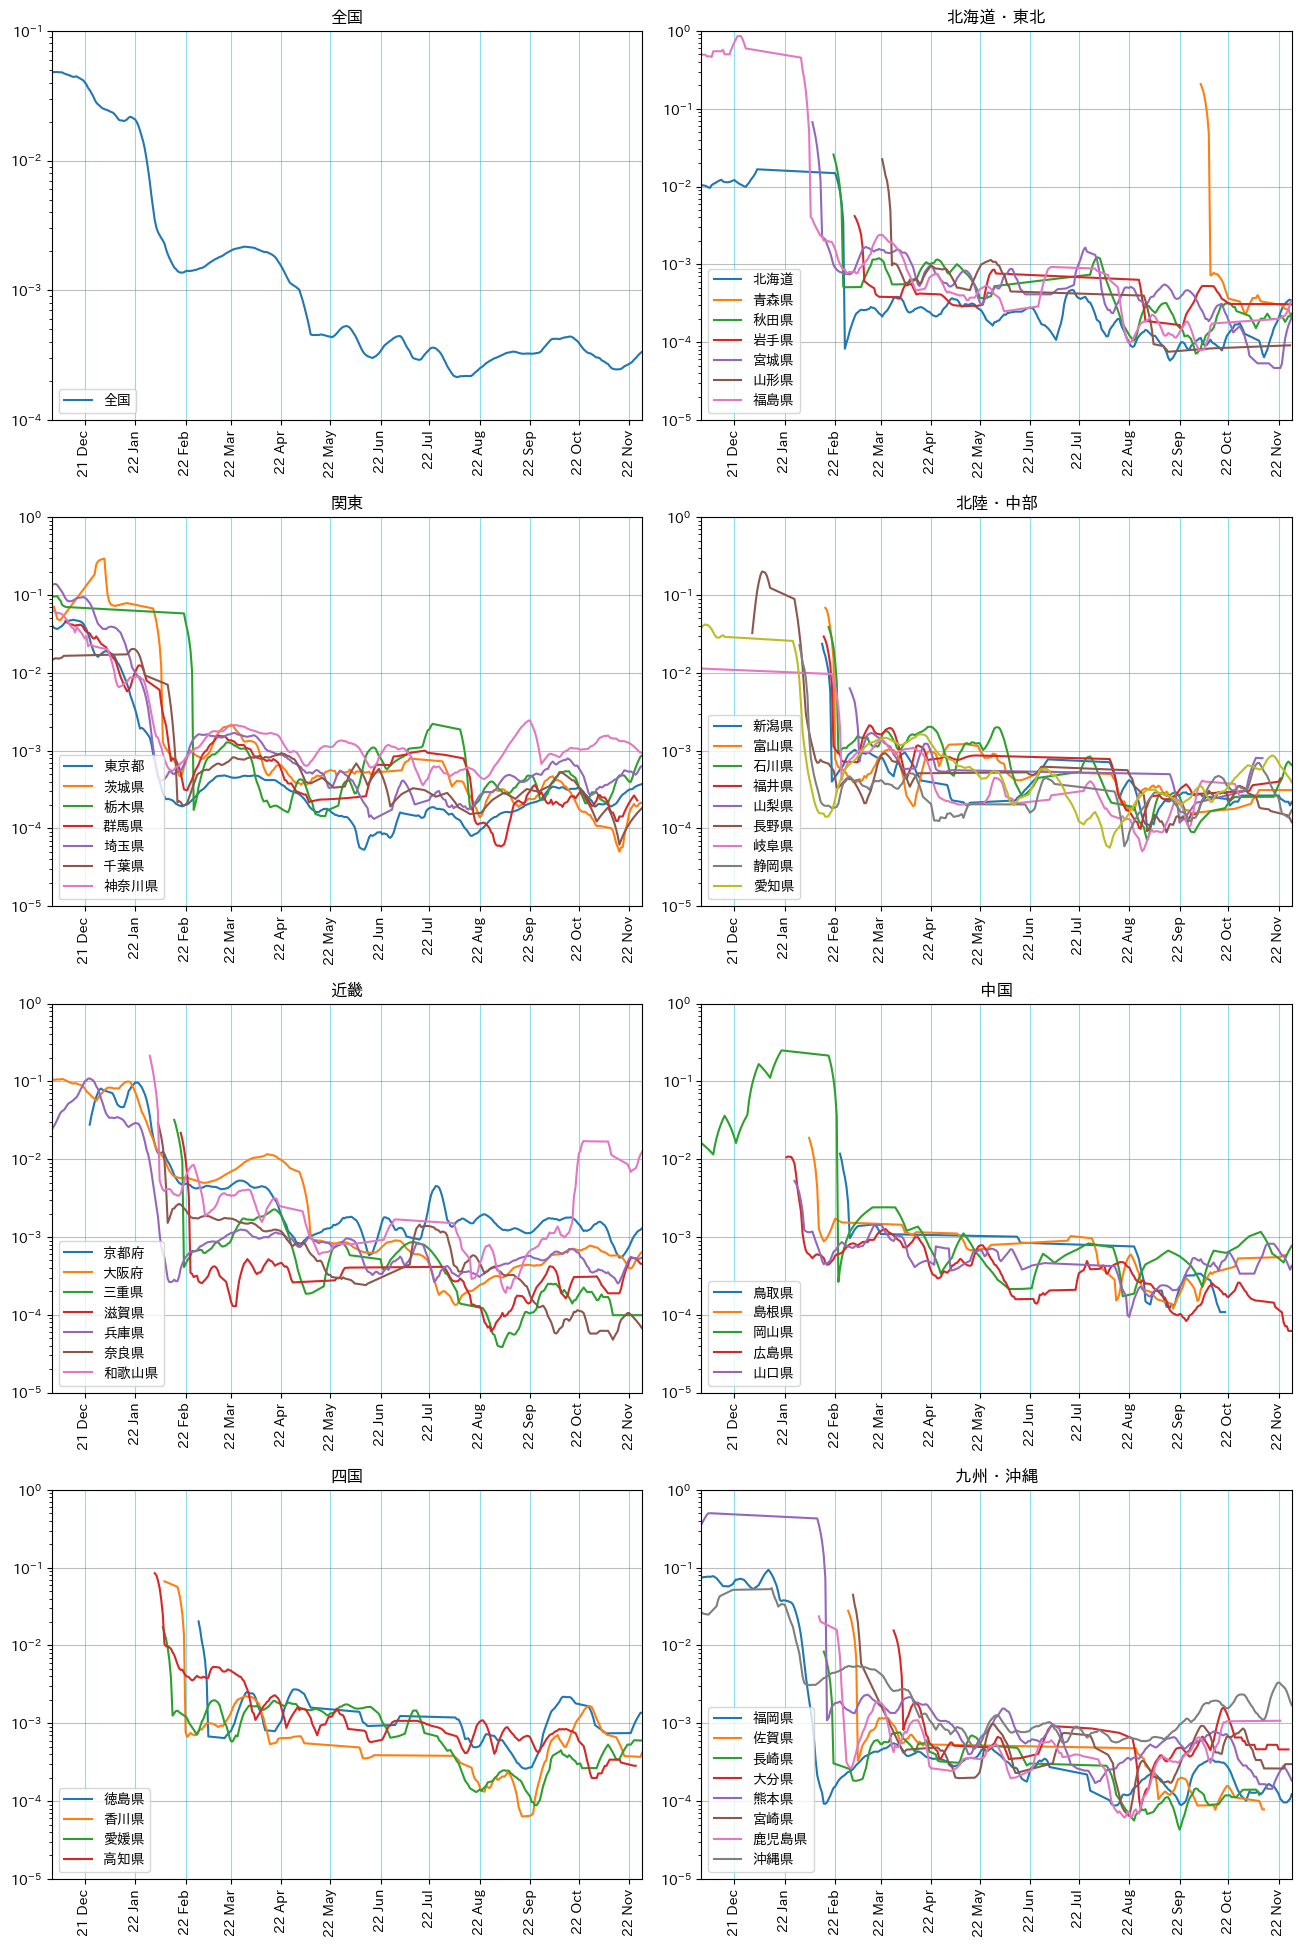 全国
10⁻¹
10⁻²
10⁻³
10⁻⁴
全国
21 Dec
22 Jan
22 Feb
22 Mar
22 Apr
22 May
22 Jun
22 Jul
22 Aug
22 Sep
22 Oct
22 Nov
北海道・東北
10⁰
10⁻¹
10⁻²
10⁻³
10⁻⁴
10⁻⁵
北海道
青森県
秋田県
岩手県
宮城県
山形県
福島県
21 Dec
22 Jan
22 Feb
22 Mar
22 Apr
22 May
22 Jun
22 Jul
22 Aug
22 Sep
22 Oct
22 Nov
関東
10⁰
10⁻¹
10⁻²
10⁻³
10⁻⁴
10⁻⁵
東京都
茨城県
栃木県
群馬県
埼玉県
千葉県
神奈川県
21 Dec
22 Jan
22 Feb
22 Mar
22 Apr
22 May
22 Jun
22 Jul
22 Aug
22 Sep
22 Oct
22 Nov
北陸・中部
10⁰
10⁻¹
10⁻²
10⁻³
10⁻⁴
10⁻⁵
新潟県
富山県
石川県
福井県
山梨県
長野県
岐阜県
静岡県
愛知県
21 Dec
22 Jan
22 Feb
22 Mar
22 Apr
22 May
22 Jun
22 Jul
22 Aug
22 Sep
22 Oct
22 Nov
近畿
10⁰
10⁻¹
10⁻²
10⁻³
10⁻⁴
10⁻⁵
京都府
大阪府
三重県
滋賀県
兵庫県
奈良県
和歌山県
21 Dec
22 Jan
22 Feb
22 Mar
22 Apr
22 May
22 Jun
22 Jul
22 Aug
22 Sep
22 Oct
22 Nov
中国
10⁰
10⁻¹
10⁻²
10⁻³
10⁻⁴
10⁻⁵
鳥取県
島根県
岡山県
広島県
山口県
21 Dec
22 Jan
22 Feb
22 Mar
22 Apr
22 May
22 Jun
22 Jul
22 Aug
22 Sep
22 Oct
22 Nov
四国
10⁰
10⁻¹
10⁻²
10⁻³
10⁻⁴
10⁻⁵
徳島県
香川県
愛媛県
高知県
21 Dec
22 Jan
22 Feb
22 Mar
22 Apr
22 May
22 Jun
22 Jul
22 Aug
22 Sep
22 Oct
22 Nov
九州・沖縄
10⁰
10⁻¹
10⁻²
10⁻³
10⁻⁴
10⁻⁵
福岡県
佐賀県
長崎県
大分県
熊本県
宮崎県
鹿児島県
沖縄県
21 Dec
22 Jan
22 Feb
22 Mar
22 Apr
22 May
22 Jun
22 Jul
22 Aug
22 Sep
22 Oct
22 Nov